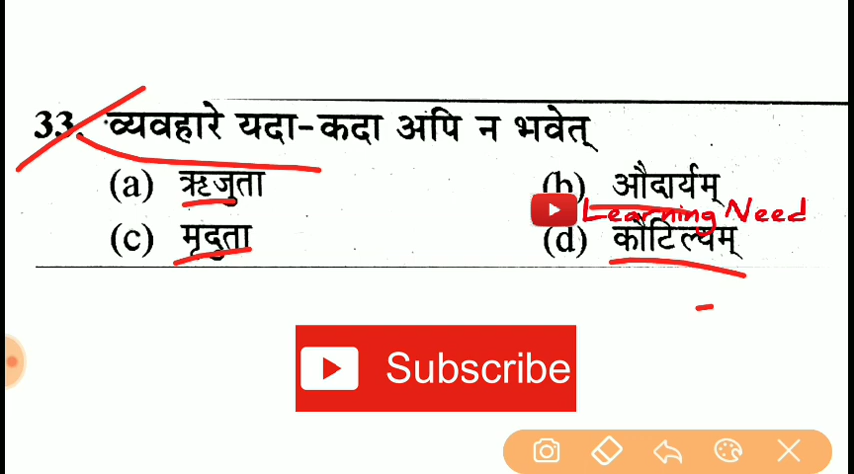 33. व्यवहारे यदा-कदा अपि न भवेत्
(a) ऋजुता (b) औदार्यम्
Learning Need
(c) मृदुता (d) कौटिल्यम्
Subscribe